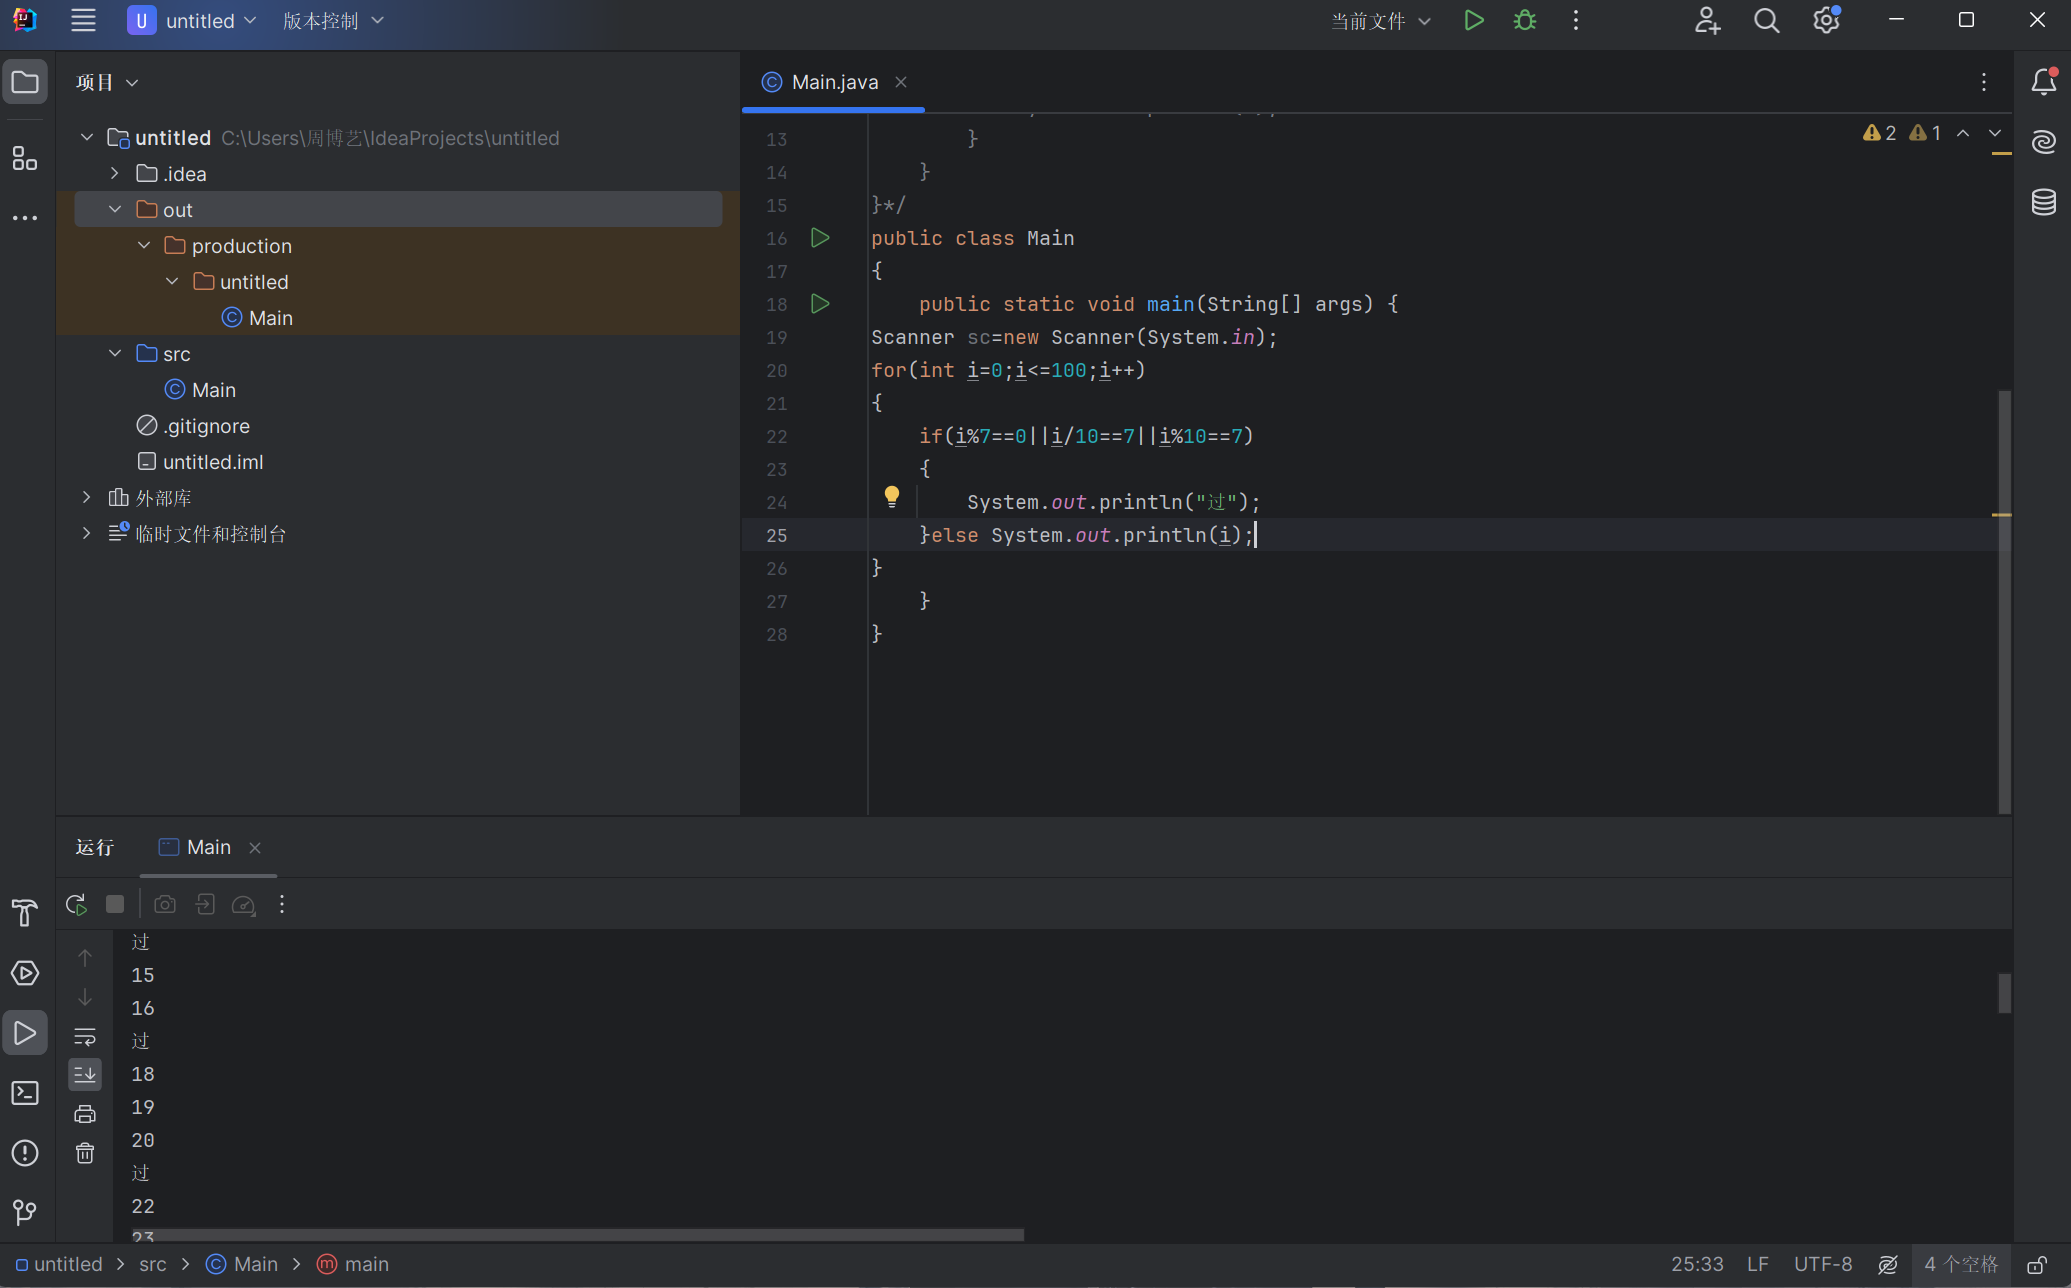 U untitled 版本控制 当前文件
项目
Main.java
untitled C:\Users\周博艺\IdeaProjects\untitled
.idea
out
production
untitled
Main
src
Main
.gitignore
untitled.iml
外部库
临时文件和控制台
2 1
13 }
14 }
15 }*/
16 public class Main
17 {
18 public static void main(String[] args) {
19 Scanner sc=new Scanner(System.in);
20 for(int i=0;i<=100;i++)
21 {
22 if(i%7==0||i/10==7||i%10==7)
23 {
24 System.out.println("过");
25 }else System.out.println(i);
26 }
27 }
28 }
运行 Main
过
15
16
过
18
19
20
过
22
23
untitled > src > Main > main 25:33 LF UTF-8 4 个空格